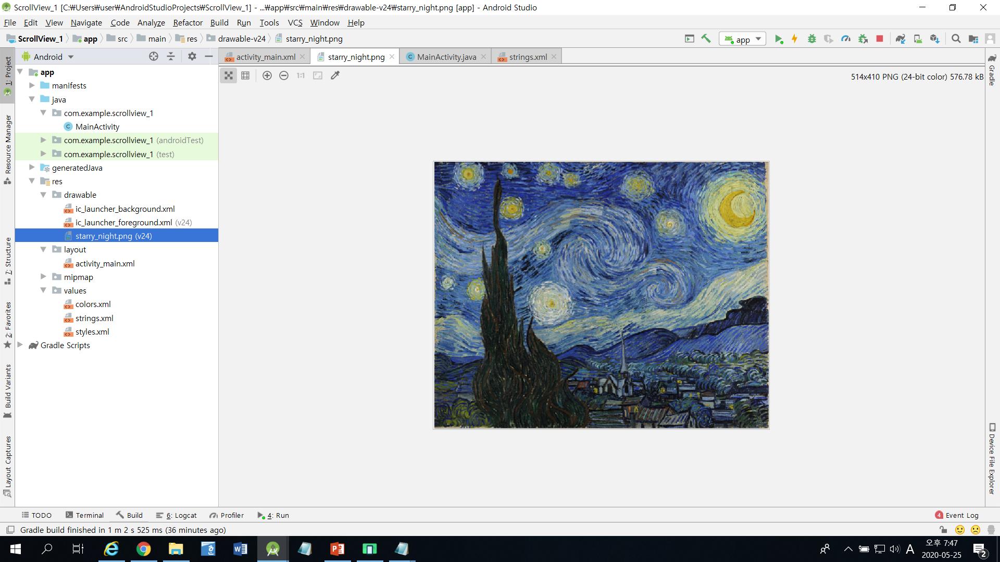 ScrollView_1 [C:₩Users₩user₩AndroidStudioProjects₩ScrollView_1] - ...₩app₩src₩main₩res₩drawable-v24₩starry_night.png [app] - Android Studio
File Edit View Navigate Code Analyze Refactor Build Run Tools VCS Window Help
ScrollView_1 app src main res drawable-v24 starry_night.png app
Android activity_main.xml starry_night.png MainActivity.java strings.xml
1:1 514x410 PNG (24-bit color) 576.78 kB
app
manifests
java
com.example.scrollview_1
MainActivity
com.example.scrollview_1 (androidTest)
com.example.scrollview_1 (test)
generatedJava
res
drawable
ic_launcher_background.xml
ic_launcher_foreground.xml (v24)
starry_night.png (v24)
layout
activity_main.xml
mipmap
values
colors.xml
strings.xml
styles.xml
Gradle Scripts
1: Project
Resource Manager
7: Structure
2: Favorites
Build Variants
Layout Captures
Gradle
Device File Explorer
TODO Terminal Build 6: Logcat Profiler 4: Run 4 Event Log
Gradle build finished in 1 m 2 s 525 ms (36 minutes ago)
A 오후 7:47
2020-05-25
2